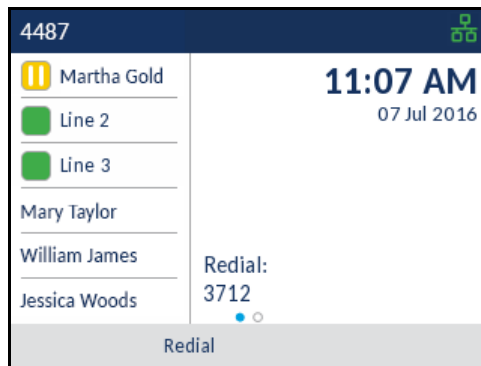 4487
Martha Gold
Line 2
Line 3
Mary Taylor
William James
Jessica Woods
11:07 AM
07 Jul 2016
Redial:
3712
Redial